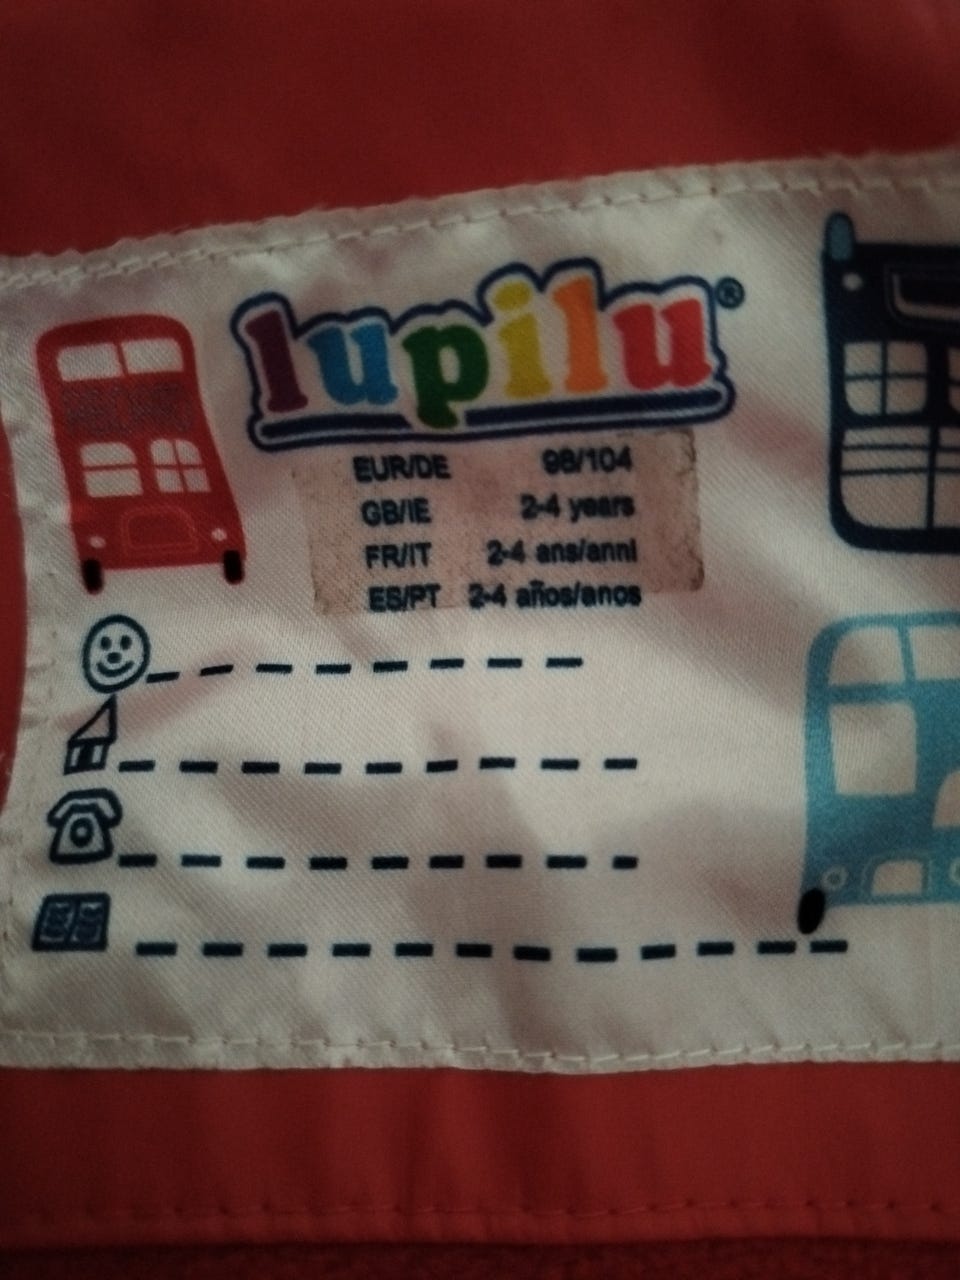 lupilu®
EUR/DE 98/104
GB/IE 2-4 years
FR/IT 2-4 ans/anni
ES/PT 2-4 años/anos